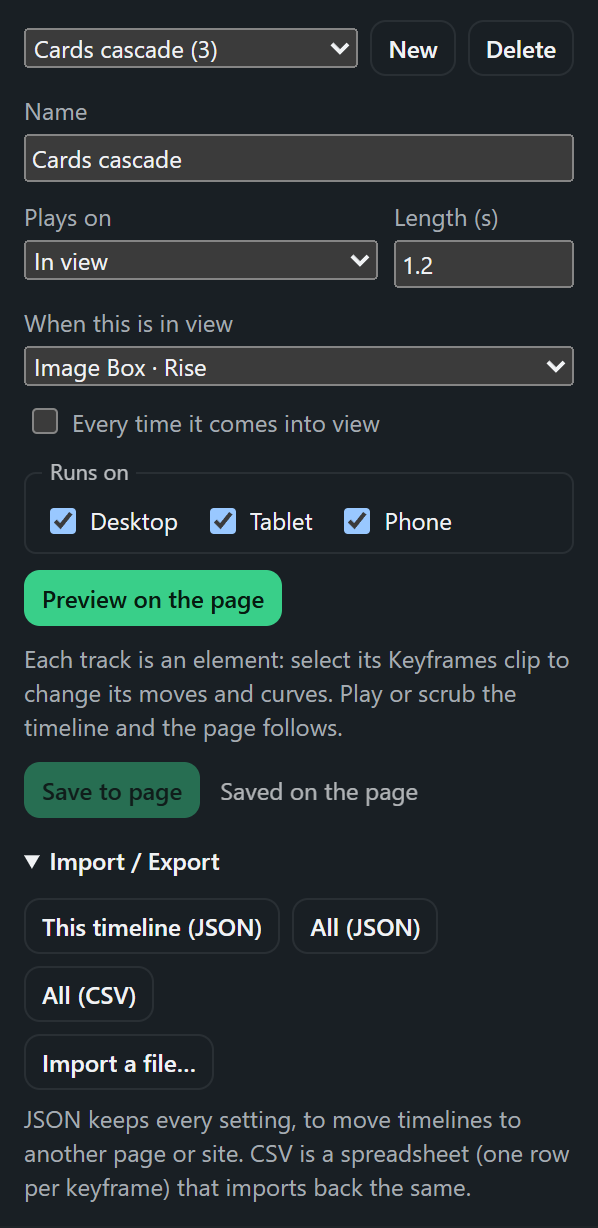 Cards cascade (3) New Delete
Name
Cards cascade
Plays on Length (s)
In view 1.2
When this is in view
Image Box · Rise
Every time it comes into view
Runs on
Desktop Tablet Phone
Preview on the page
Each track is an element: select its Keyframes clip to
change its moves and curves. Play or scrub the
timeline and the page follows.
Save to page Saved on the page
▼ Import / Export
This timeline (JSON) All (JSON)
All (CSV)
Import a file...
JSON keeps every setting, to move timelines to
another page or site. CSV is a spreadsheet (one row
per keyframe) that imports back the same.